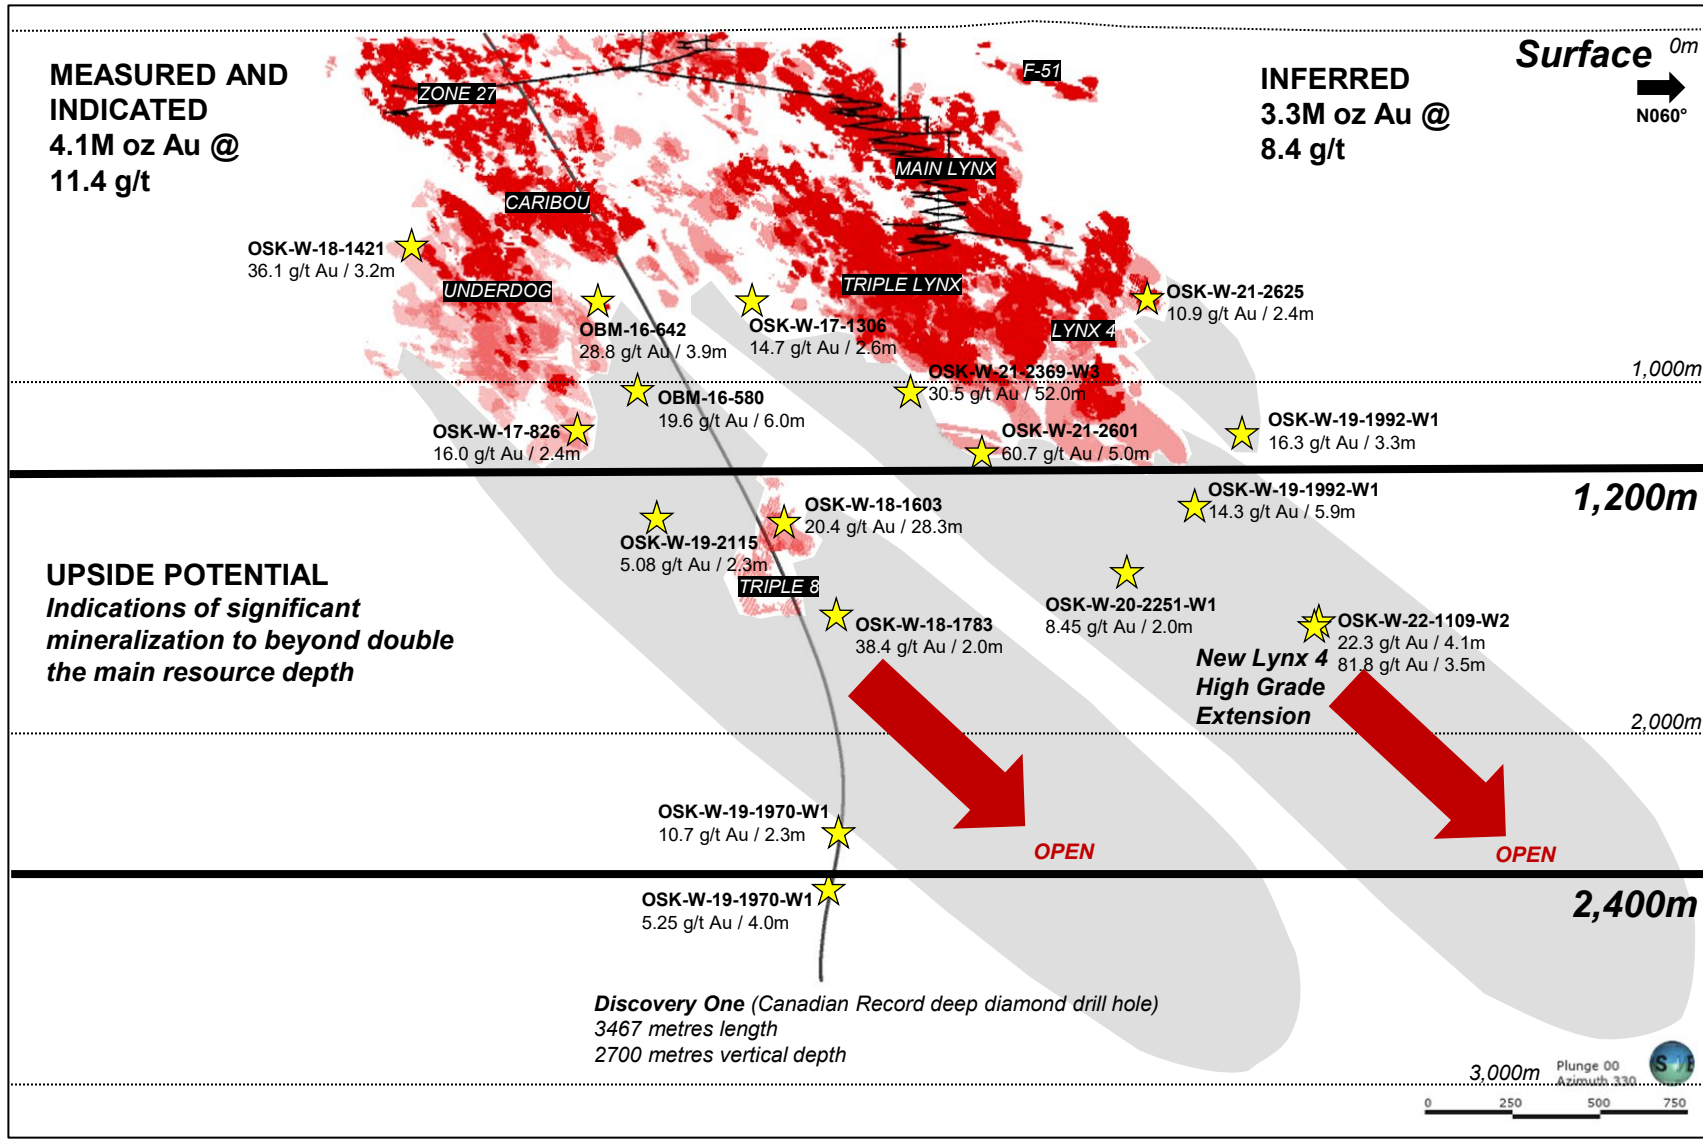 Surface 0m
N060°
MEASURED AND
INDICATED
4.1M oz Au @
11.4 g/t
INFERRED
3.3M oz Au @
8.4 g/t
F-51
ZONE 27
MAIN LYNX
CARIBOU
OSK-W-18-1421
36.1 g/t Au / 3.2m
UNDERDOG
TRIPLE LYNX
OSK-W-21-2625
10.9 g/t Au / 2.4m
OBM-16-642
28.8 g/t Au / 3.9m
OSK-W-17-1306
14.7 g/t Au / 2.6m
LYNX 4
1,000m
OSK-W-21-2369-W3
30.5 g/t Au / 52.0m
OBM-16-580
19.6 g/t Au / 6.0m
OSK-W-17-826
16.0 g/t Au / 2.4m
OSK-W-21-2601
60.7 g/t Au / 5.0m
OSK-W-19-1992-W1
16.3 g/t Au / 3.3m
1,200m
OSK-W-19-1992-W1
14.3 g/t Au / 5.9m
OSK-W-18-1603
20.4 g/t Au / 28.3m
OSK-W-19-2115
5.08 g/t Au / 2.3m
TRIPLE 8
UPSIDE POTENTIAL
Indications of significant
mineralization to beyond double
the main resource depth
OSK-W-20-2251-W1
8.45 g/t Au / 2.0m
OSK-W-18-1783
38.4 g/t Au / 2.0m
OSK-W-22-1109-W2
22.3 g/t Au / 4.1m
81.8 g/t Au / 3.5m
New Lynx 4
High Grade
Extension
2,000m
OSK-W-19-1970-W1
10.7 g/t Au / 2.3m
OPEN
OPEN
OSK-W-19-1970-W1
5.25 g/t Au / 4.0m
2,400m
Discovery One (Canadian Record deep diamond drill hole)
3467 metres length
2700 metres vertical depth
3,000m
Plunge 00
Azimuth 330
0 250 500 750